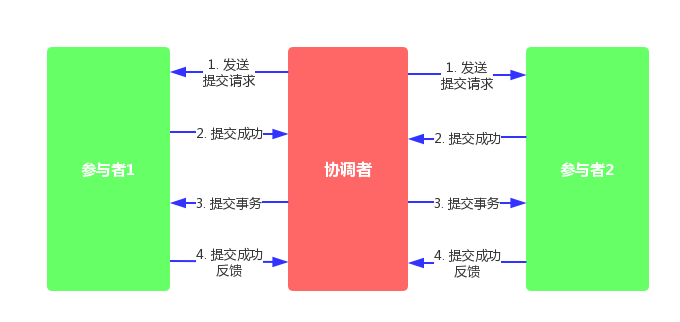 1. 发送
提交请求
1. 发送
提交请求
2. 提交成功
2. 提交成功
参与者1
协调者
参与者2
3. 提交事务
3. 提交事务
4. 提交成功
反馈
4. 提交成功
反馈